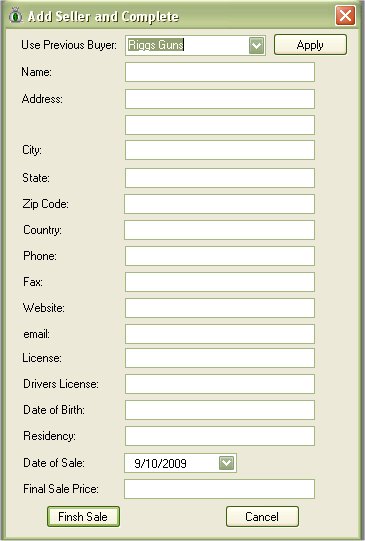 Add Seller and Complete
Use Previous Buyer: Riggs Guns Apply
Name:
Address:
City:
State:
Zip Code:
Country:
Phone:
Fax:
Website:
email:
License:
Drivers License:
Date of Birth:
Residency:
Date of Sale: 9/10/2009
Final Sale Price:
Finsh Sale Cancel